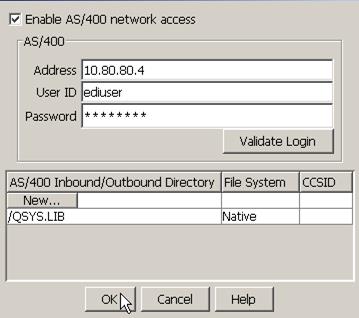 Enable AS/400 network access
AS/400
Address 10.80.80.4
User ID ediuser
Password ********
Validate Login
AS/400 Inbound/Outbound Directory File System CCSID
New...
/QSYS.LIB Native
OK Cancel Help